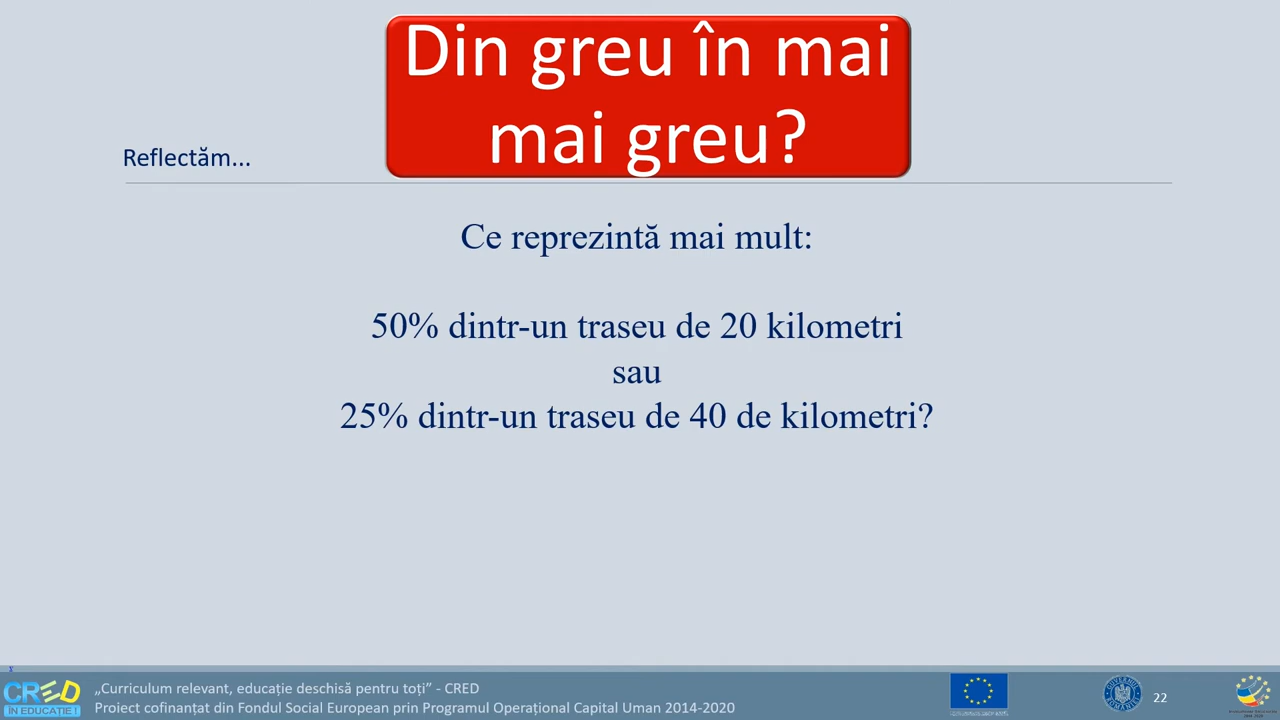 Din greu în mai
mai greu?
Reflectăm...
Ce reprezintă mai mult:
50% dintr-un traseu de 20 kilometri
sau
25% dintr-un traseu de 40 de kilometri?
x
CRED
ÎN EDUCAȚIE !
„Curriculum relevant, educație deschisă pentru toți” - CRED
Proiect cofinanțat din Fondul Social European prin Programul Operațional Capital Uman 2014-2020
22